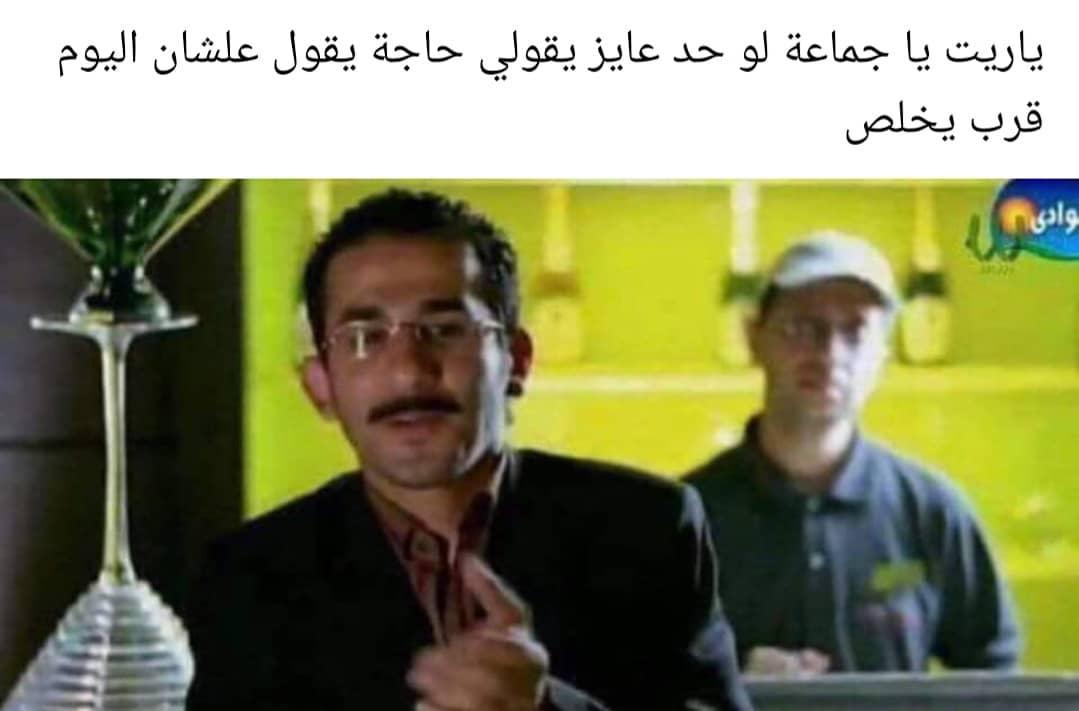 ياريت يا جماعة لو حد عايز يقولي حاجة يقول علشان اليوم
قرب يخلص